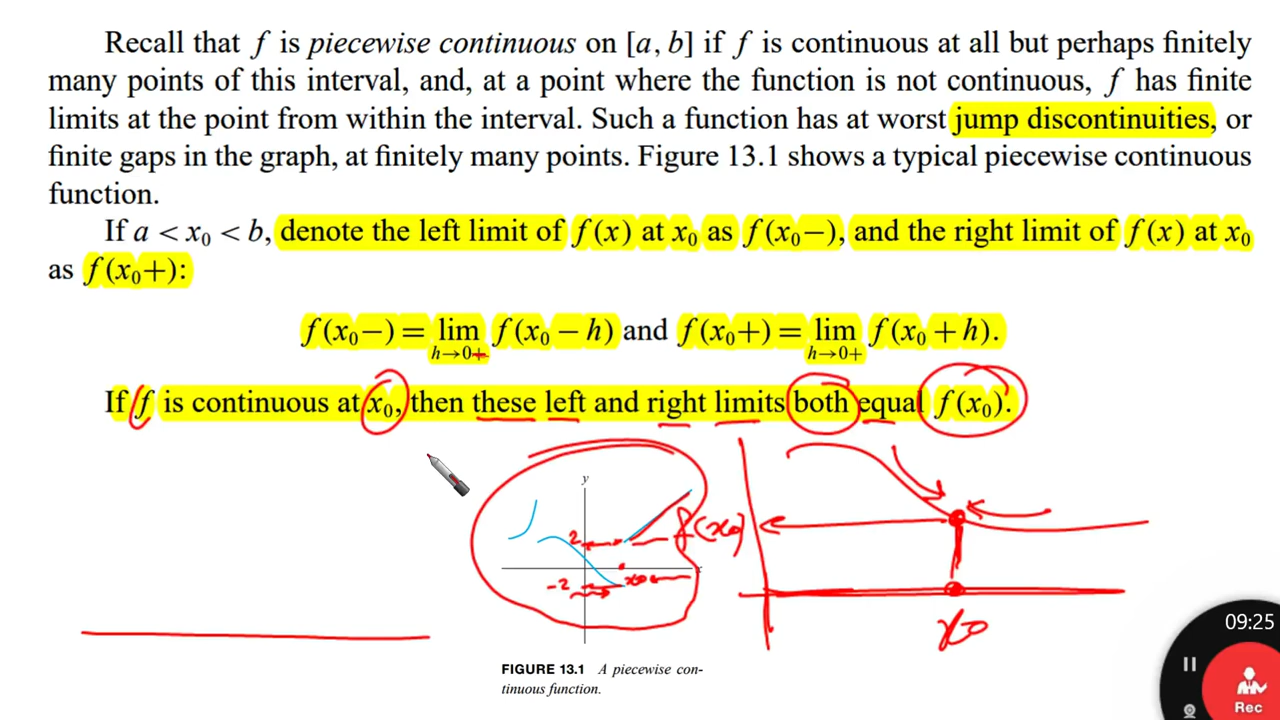 Recall that f is piecewise continuous on [a, b] if f is continuous at all but perhaps finitely
many points of this interval, and, at a point where the function is not continuous, f has finite
limits at the point from within the interval. Such a function has at worst jump discontinuities, or
finite gaps in the graph, at finitely many points. Figure 13.1 shows a typical piecewise continuous
function.
If a < x₀ < b, denote the left limit of f(x) at x₀ as f(x₀−), and the right limit of f(x) at x₀
as f(x₀+):
f(x₀−) = lim f(x₀ − h) and f(x₀+) = lim f(x₀ + h).
h→0+ h→0+
If f is continuous at x₀, then these left and right limits both equal f(x₀).
y
2
f(x₀)
x
-2
x₀
x₀
FIGURE 13.1 A piecewise con-
tinuous function.
09:25
Rec